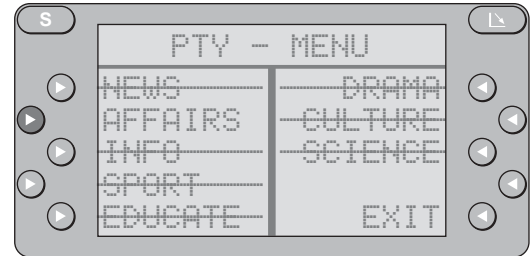 S
PTY - MENU
NEWS DRAMA
AFFAIRS CULTURE
INFO SCIENCE
SPORT
EDUCATE EXIT